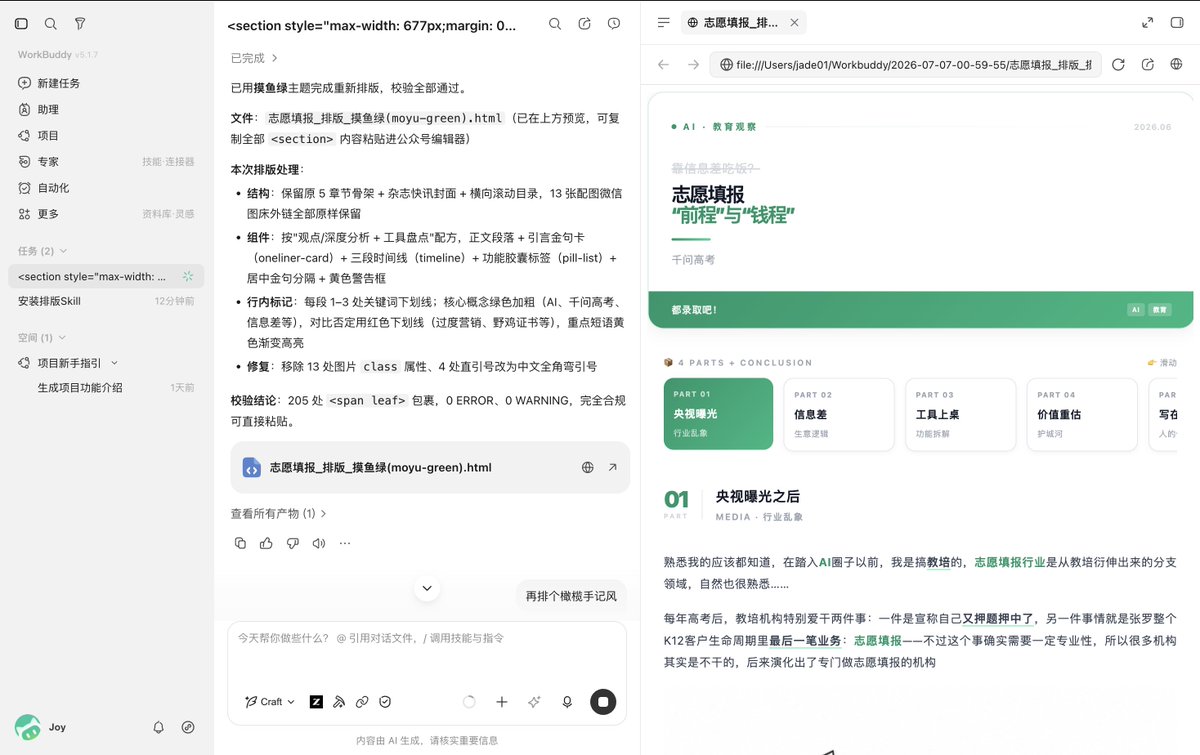 WorkBuddy v5.1.7
新建任务
助理
项目
专家 技能·连接器
自动化
更多 资料库·灵感
任务 (2)
<section style="max-width: ...
安装排版Skill 12分钟前
空间 (1)
项目新手指引
生成项目功能介绍 1天前
Joy
<section style="max-width: 677px;margin: 0...
已完成
已用摸鱼绿主题完成重新排版，校验全部通过。
文件： 志愿填报_排版_摸鱼绿(moyu-green).html（已在上方预览，可复
制全部 <section> 内容粘贴进公众号编辑器）
本次排版处理：
• 结构：保留原 5 章节骨架 + 杂志快讯封面 + 横向滚动目录，13 张配图微信
图床外链全部原样保留
• 组件：按"观点/深度分析 + 工具盘点"配方，正文段落 + 引言金句卡
（oneliner-card）+ 三段时间线（timeline）+ 功能胶囊标签（pill-list）+
居中金句分隔 + 黄色警告框
• 行内标记：每段 1–3 处关键词下划线；核心概念绿色加粗（AI、千问高考、
信息差等），对比否定用红色下划线（过度营销、野鸡证书等），重点短语黄
色渐变高亮
• 修复：移除 13 处图片 class 属性、4 处直引号改为中文全角弯引号
校验结论：205 处 <span leaf> 包裹，0 ERROR、0 WARNING，完全合规
可直接粘贴。
志愿填报_排版_摸鱼绿(moyu-green).html
查看所有产物 (1)
再排个橄榄手记风
今天帮你做些什么？ @ 引用对话文件，/ 调用技能与指令
Craft
内容由 AI 生成，请核实重要信息
志愿填报_排...
file:///Users/jade01/Workbuddy/2026-07-07-00-59-55/志愿填报_排版_
AI · 教育观察
2026.06
靠信息差吃饭？
志愿填报
“前程”与“钱程”
千问高考
都录取吧！
AI 教育
4 PARTS + CONCLUSION
滑动
PART 01
央视曝光
行业乱象
PART 02
信息差
生意逻辑
PART 03
工具上桌
功能拆解
PART 04
价值重估
护城河
PAR
写在
人的
01
PART
央视曝光之后
MEDIA · 行业乱象
熟悉我的应该都知道，在踏入AI圈子以前，我是搞教培的，志愿填报行业是从教培衍伸出来的分支
领域，自然也很熟悉……
每年高考后，教培机构特别爱干两件事：一件是宣称自己又押题押中了，另一件事情就是张罗整个
K12客户生命周期里最后一笔业务：志愿填报——不过这个事确实需要一定专业性，所以很多机构
其实是不干的，后来演化出了专门做志愿填报的机构